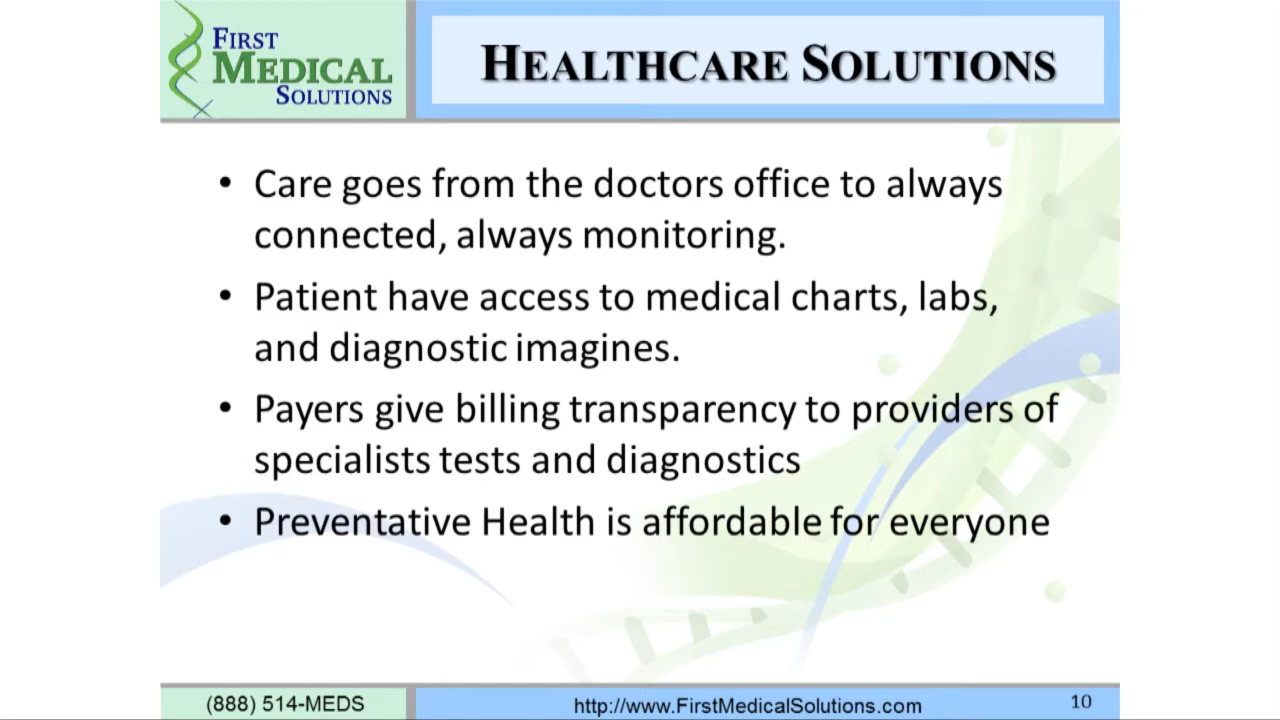 FIRST
MEDICAL
SOLUTIONS
HEALTHCARE SOLUTIONS
• Care goes from the doctors office to always
connected, always monitoring.
• Patient have access to medical charts, labs,
and diagnostic imagines.
• Payers give billing transparency to providers of
specialists tests and diagnostics
• Preventative Health is affordable for everyone
(888) 514-MEDS
http://www.FirstMedicalSolutions.com
10